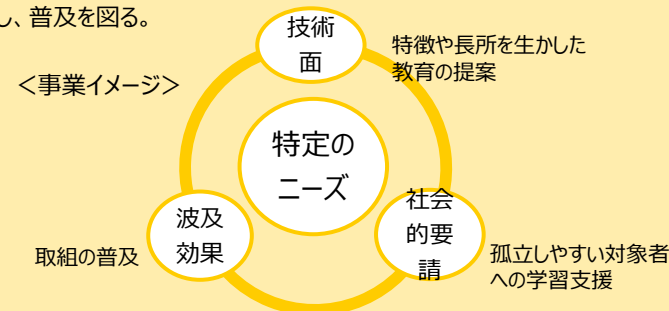 し、普及を図る。
<事業イメージ>
技術
面
特徴や長所を生かした
教育の提案
特定の
ニーズ
波及
効果
取組の普及
社会
的要
請
孤立しやすい対象者
への学習支援